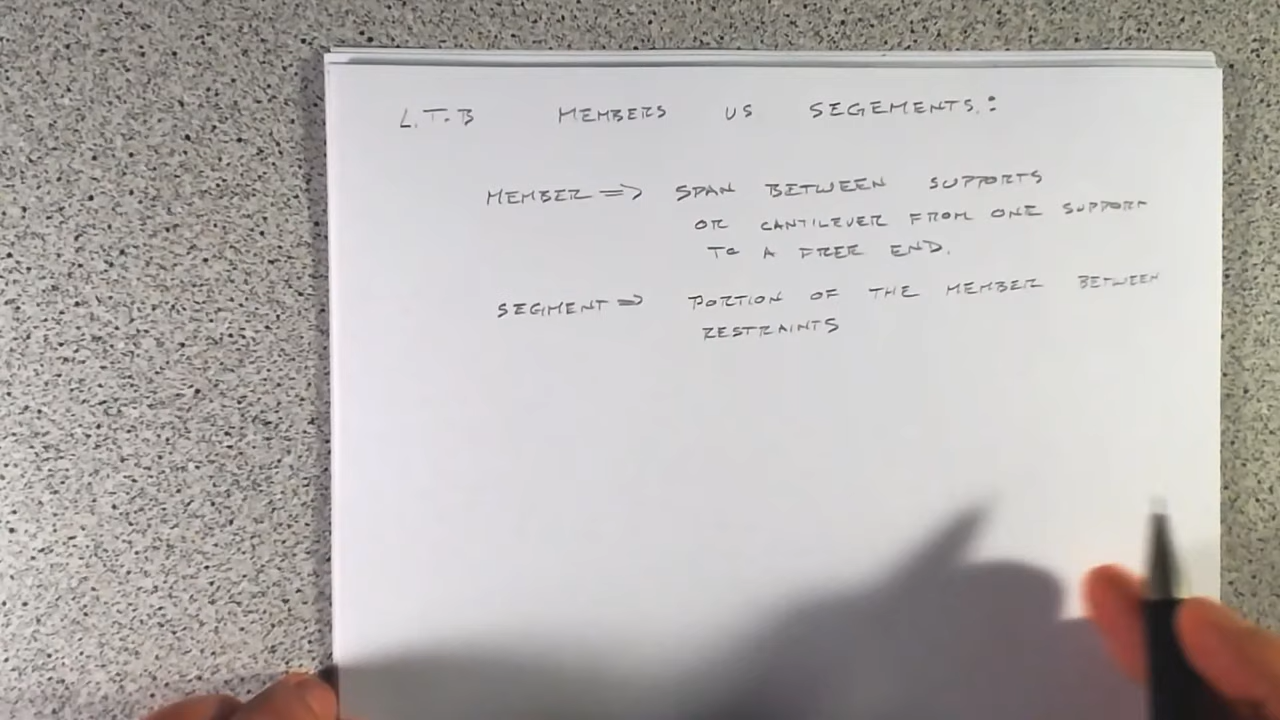 L.T.B MEMBERS VS SEGEMENTS:
MEMBER => SPAN BETWEEN SUPPORTS
OR CANTILEVER FROM ONE SUPPORT
TO A FREE END.
SEGMENT => PORTION OF THE MEMBER BETWEEN
RESTRAINTS